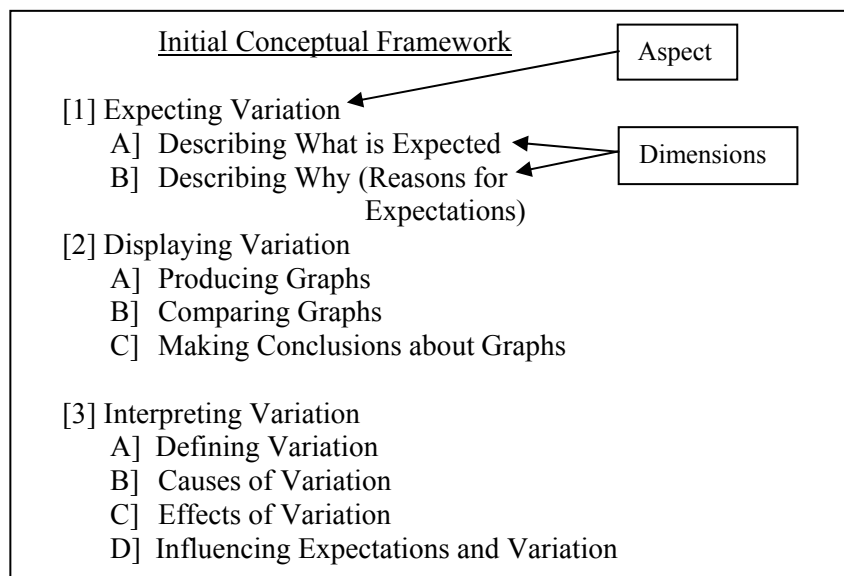 Initial Conceptual Framework
Aspect
[1] Expecting Variation
A] Describing What is Expected
B] Describing Why (Reasons for
Expectations)
Dimensions
[2] Displaying Variation
A] Producing Graphs
B] Comparing Graphs
C] Making Conclusions about Graphs
[3] Interpreting Variation
A] Defining Variation
B] Causes of Variation
C] Effects of Variation
D] Influencing Expectations and Variation